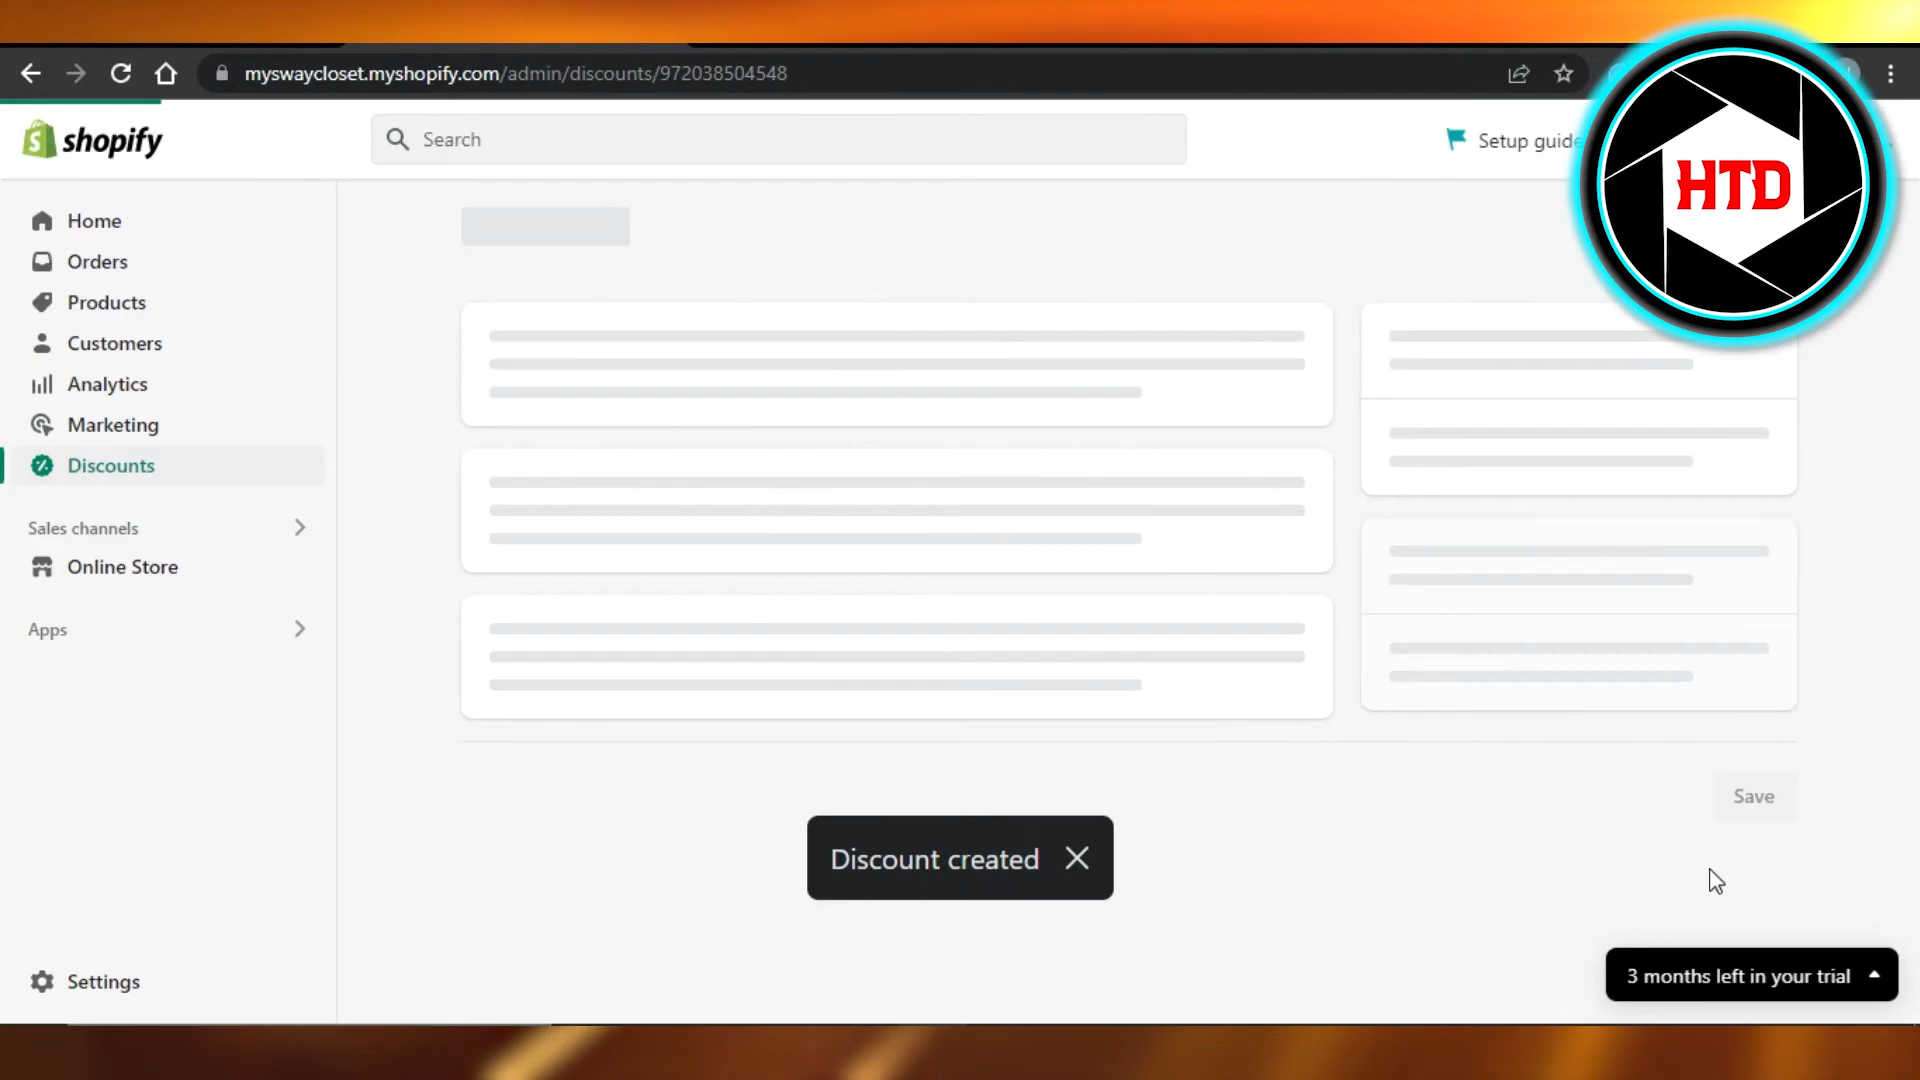 myswaycloset.myshopify.com/admin/discounts/972038504548
shopify
Search
Setup guide
HTD
Home
Orders
Products
Customers
Analytics
Marketing
Discounts
Sales channels
Online Store
Apps
Save
Discount created
Settings
3 months left in your trial